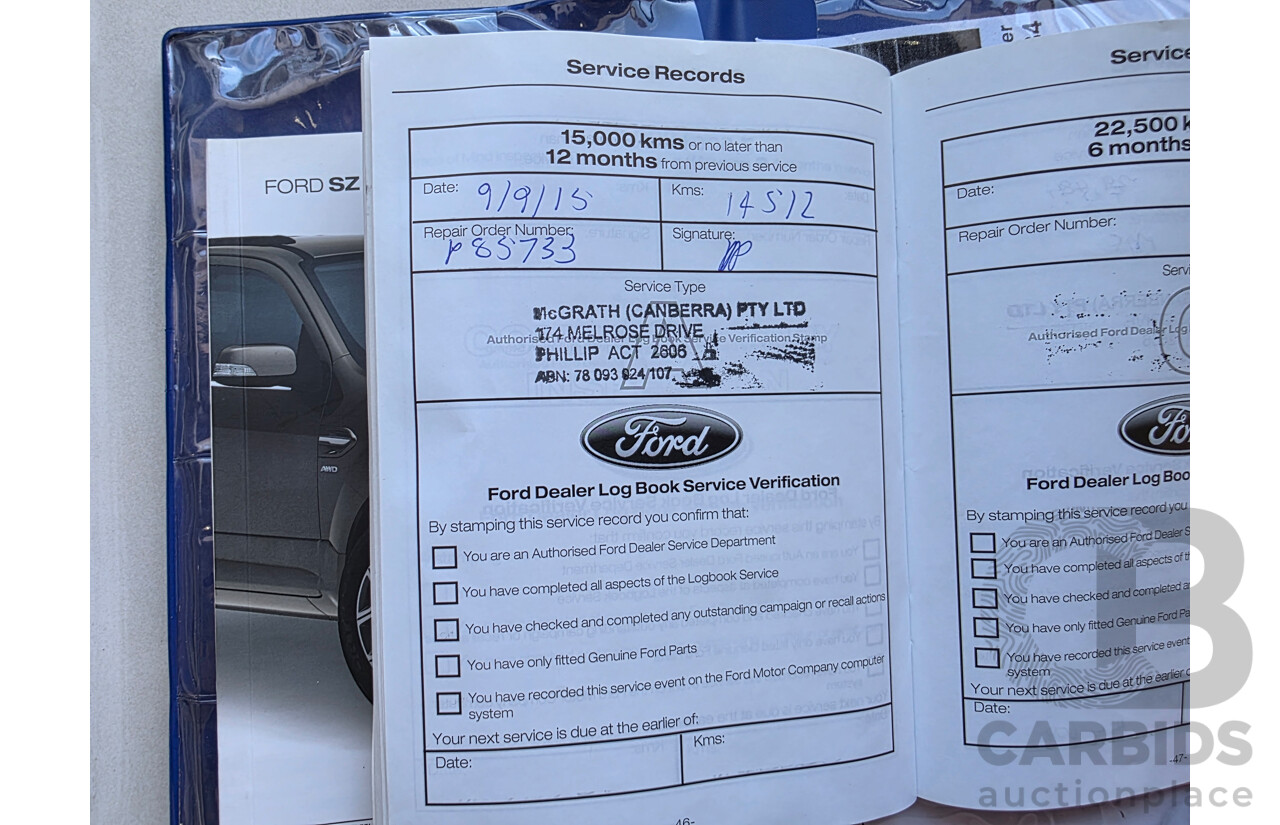 FORD SZ
AWD
Service Records
15,000 kms or no later than
12 months from previous service
Date: 9/9/15
Kms: 14512
Repair Order Number:
P85733
Signature:
Service Type
McGRATH (CANBERRA) PTY LTD
174 MELROSE DRIVE
Authorised Ford Dealer Log Book Service Verification Stamp
PHILLIP ACT 2606
ABN: 78 093 924 107
Ford
Ford Dealer Log Book Service Verification
By stamping this service record you confirm that:
You are an Authorised Ford Dealer Service Department
You have completed all aspects of the Logbook Service
You have checked and completed any outstanding campaign or recall actions
You have only fitted Genuine Ford Parts
You have recorded this service event on the Ford Motor Company computer
system
Your next service is due at the earlier of:
Date:
Kms:
-46-
Service
22,500 k
6 months
Date:
Repair Order Number:
Servi
Authorised Ford Dealer Log
Ford Dealer Log Boo
By stamping this service record you
You are an Authorised Ford Dealer S
You have completed all aspects of th
You have checked and completed a
You have only fitted Genuine Ford Pa
You have recorded this service event
system
Your next service is due at the earlier o
Date:
-47-
CARBIDS
auctionplace